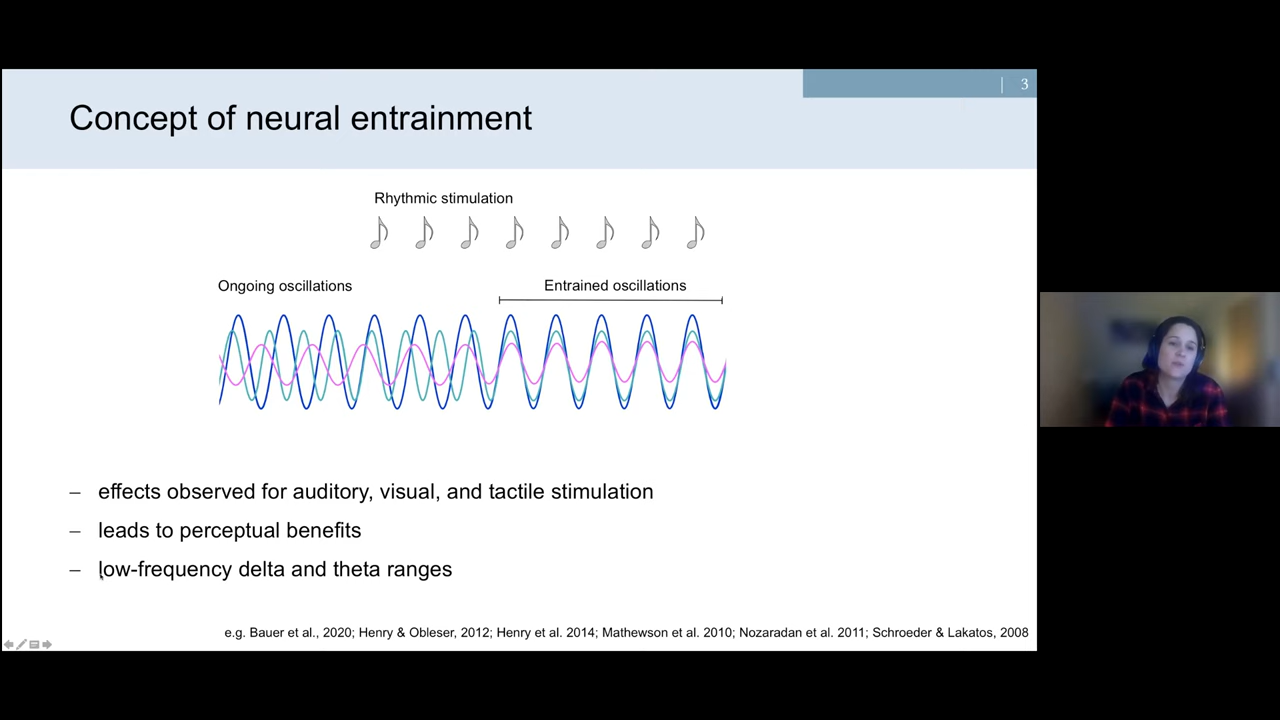 3
Concept of neural entrainment
Rhythmic stimulation
Ongoing oscillations
Entrained oscillations
– effects observed for auditory, visual, and tactile stimulation
– leads to perceptual benefits
– low-frequency delta and theta ranges
e.g. Bauer et al., 2020; Henry & Obleser, 2012; Henry et al. 2014; Mathewson et al. 2010; Nozaradan et al. 2011; Schroeder & Lakatos, 2008